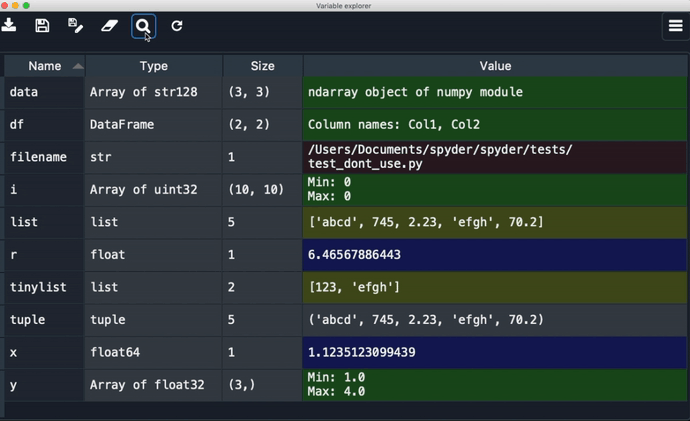 Variable explorer
Name Type Size Value
data Array of str128 (3, 3) ndarray object of numpy module
df DataFrame (2, 2) Column names: Col1, Col2
filename str 1 /Users/Documents/spyder/spyder/tests/
test_dont_use.py
i Array of uint32 (10, 10) Min: 0
Max: 0
list list 5 ['abcd', 745, 2.23, 'efgh', 70.2]
r float 1 6.46567886443
tinylist list 2 [123, 'efgh']
tuple tuple 5 ('abcd', 745, 2.23, 'efgh', 70.2)
x float64 1 1.1235123099439
y Array of float32 (3,) Min: 1.0
Max: 4.0